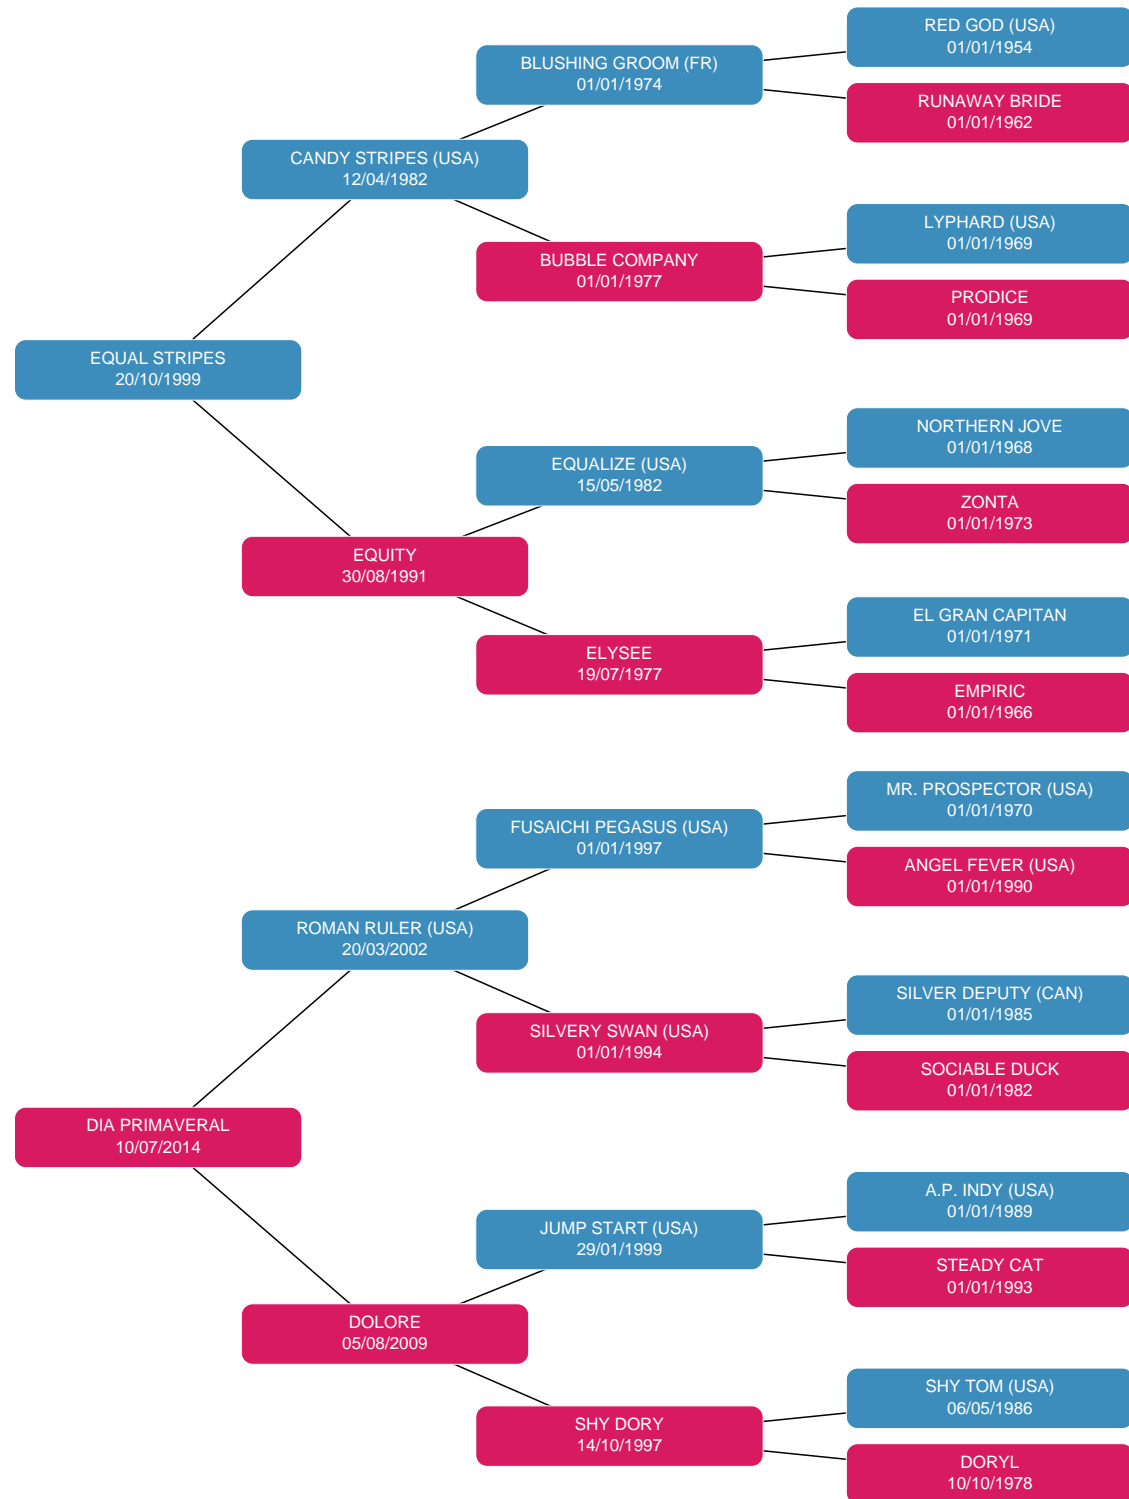 RED GOD (USA)
01/01/1954
BLUSHING GROOM (FR)
01/01/1974
RUNAWAY BRIDE
01/01/1962
CANDY STRIPES (USA)
12/04/1982
LYPHARD (USA)
01/01/1969
BUBBLE COMPANY
01/01/1977
PRODICE
01/01/1969
EQUAL STRIPES
20/10/1999
NORTHERN JOVE
01/01/1968
EQUALIZE (USA)
15/05/1982
ZONTA
01/01/1973
EQUITY
30/08/1991
EL GRAN CAPITAN
01/01/1971
ELYSEE
19/07/1977
EMPIRIC
01/01/1966
MR. PROSPECTOR (USA)
01/01/1970
FUSAICHI PEGASUS (USA)
01/01/1997
ANGEL FEVER (USA)
01/01/1990
ROMAN RULER (USA)
20/03/2002
SILVER DEPUTY (CAN)
01/01/1985
SILVERY SWAN (USA)
01/01/1994
SOCIABLE DUCK
01/01/1982
DIA PRIMAVERAL
10/07/2014
A.P. INDY (USA)
01/01/1989
JUMP START (USA)
29/01/1999
STEADY CAT
01/01/1993
DOLORE
05/08/2009
SHY TOM (USA)
06/05/1986
SHY DORY
14/10/1997
DORYL
10/10/1978